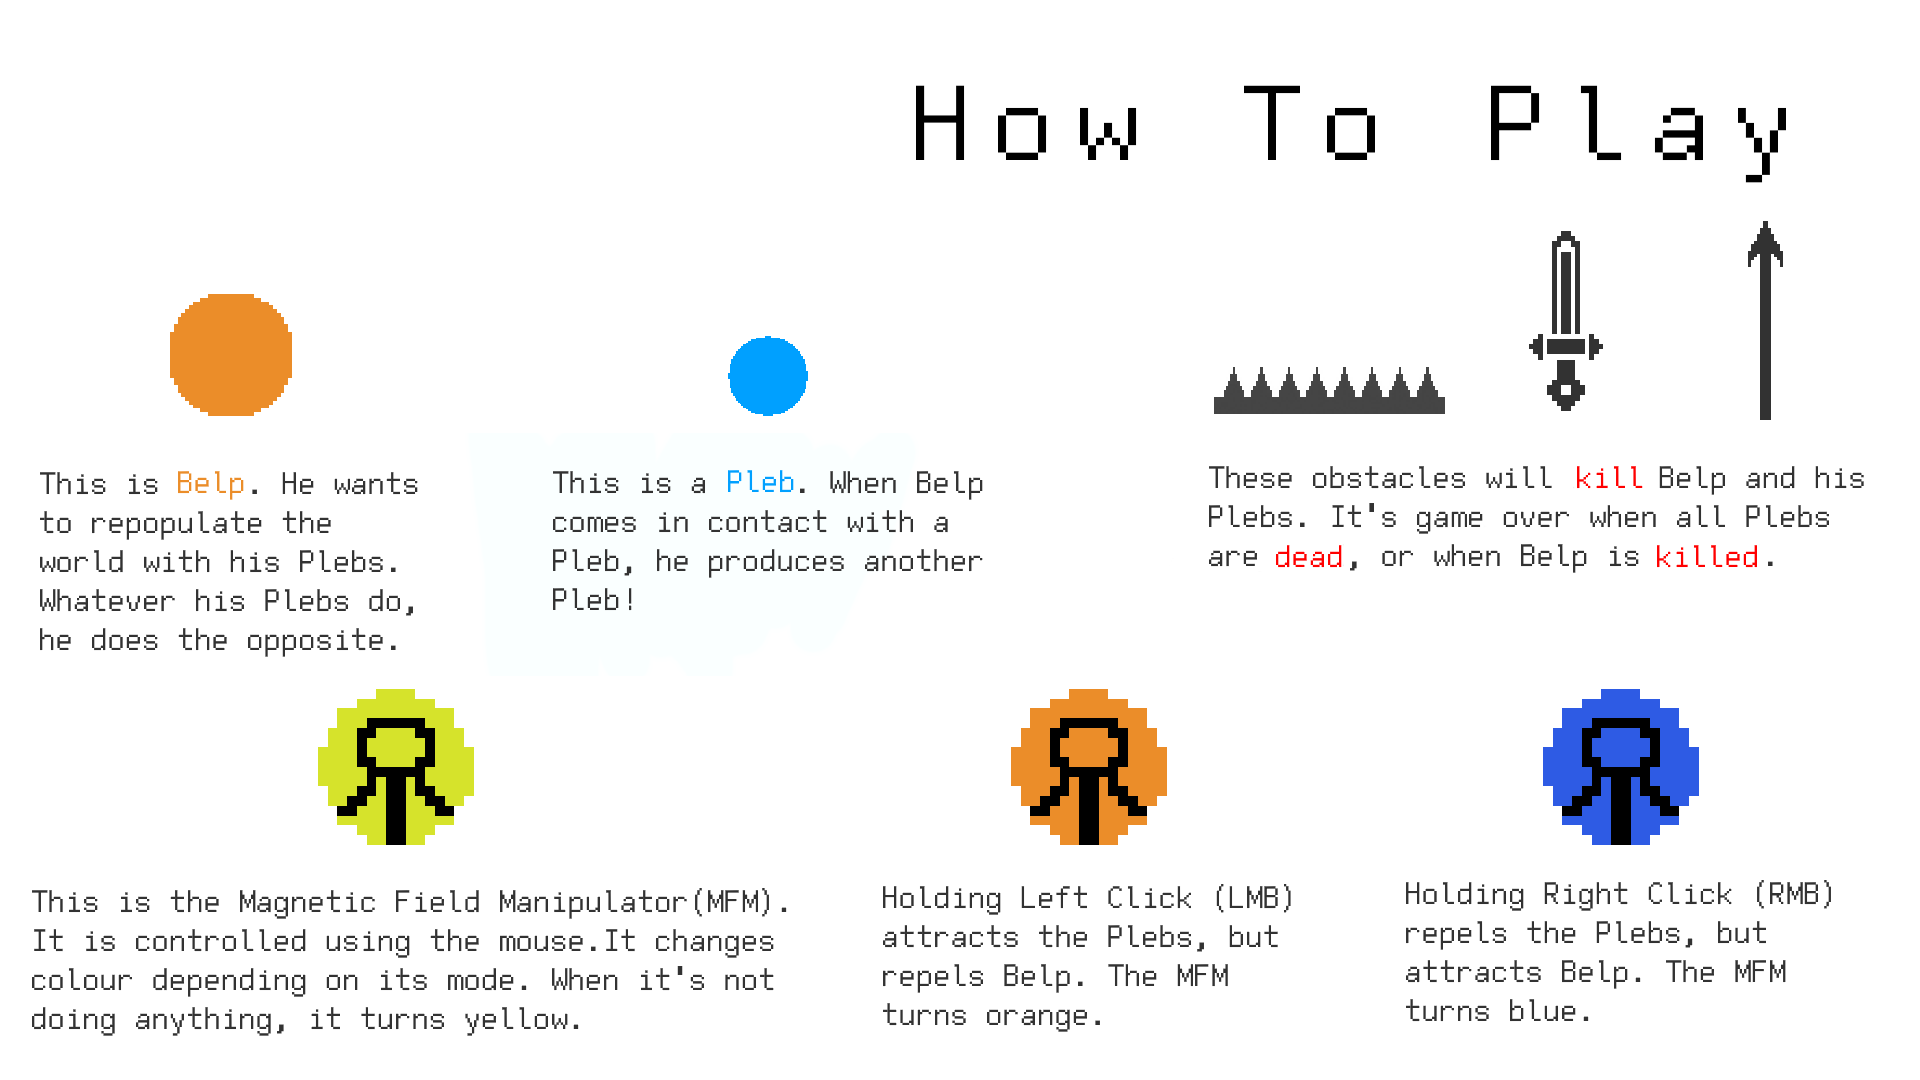 How To Play
This is Belp. He wants
to repopulate the
world with his Plebs.
Whatever his Plebs do,
he does the opposite.
This is a Pleb. When Belp
comes in contact with a
Pleb, he produces another
Pleb!
These obstacles will kill Belp and his
Plebs. It's game over when all Plebs
are dead, or when Belp is killed.
This is the Magnetic Field Manipulator(MFM).
It is controlled using the mouse.It changes
colour depending on its mode. When it's not
doing anything, it turns yellow.
Holding Left Click (LMB)
attracts the Plebs, but
repels Belp. The MFM
turns orange.
Holding Right Click (RMB)
repels the Plebs, but
attracts Belp. The MFM
turns blue.